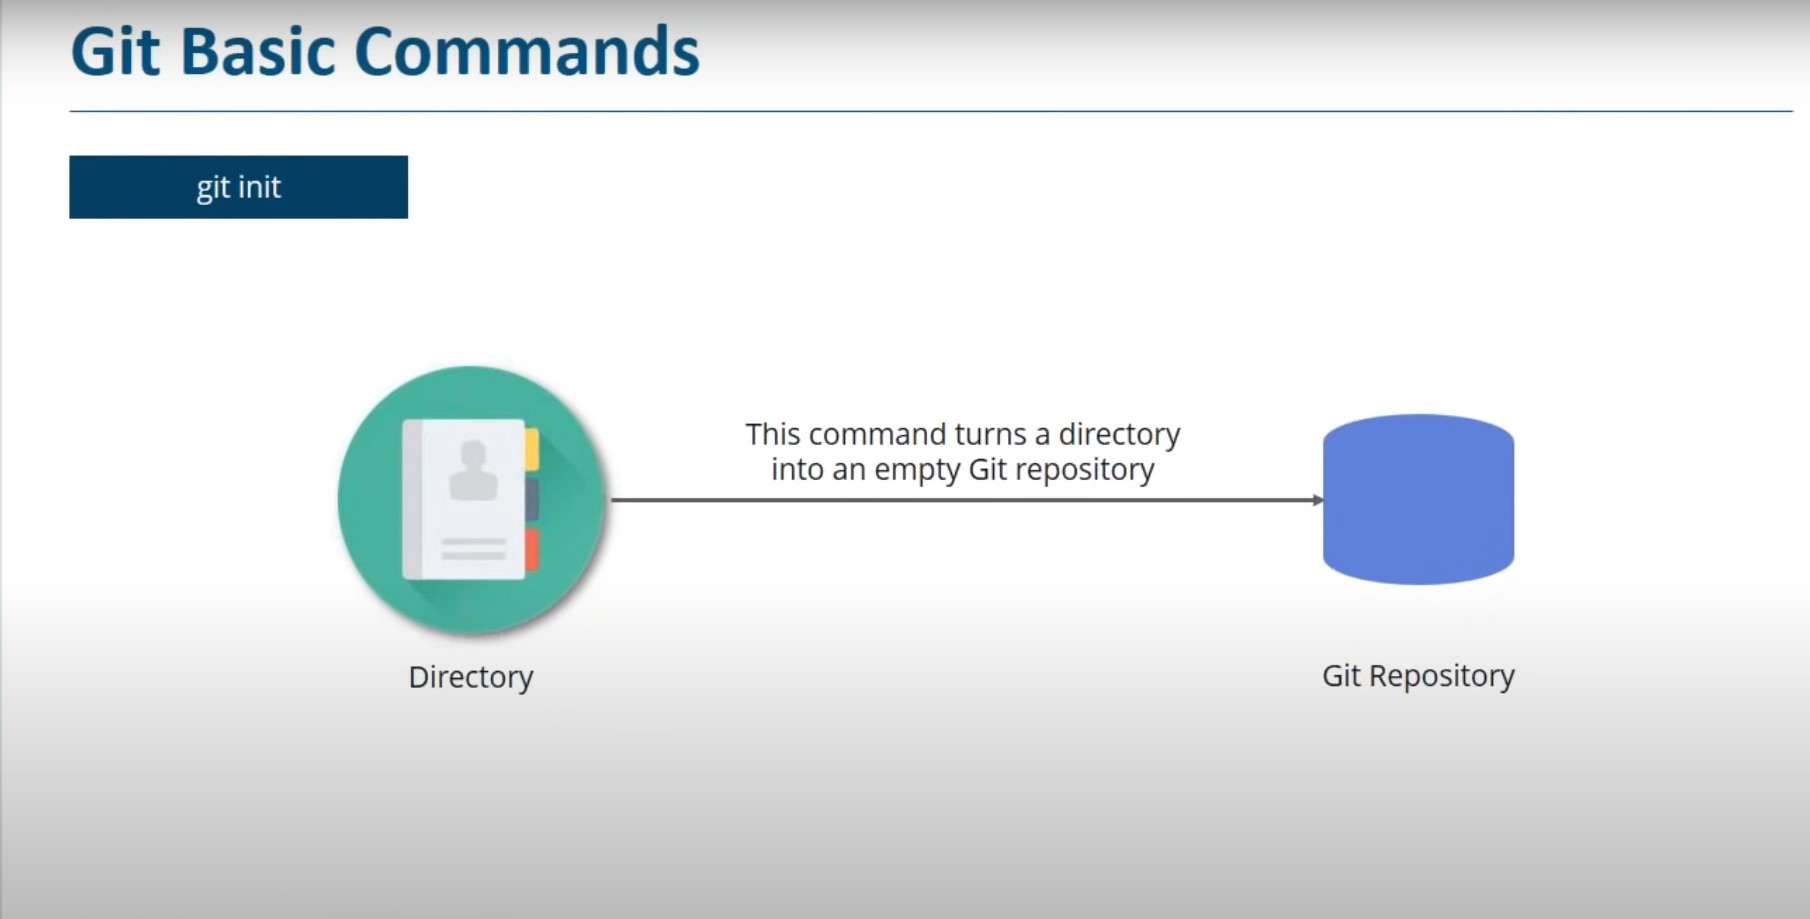 Git Basic Commands
git init
This command turns a directory
into an empty Git repository
Directory
Git Repository